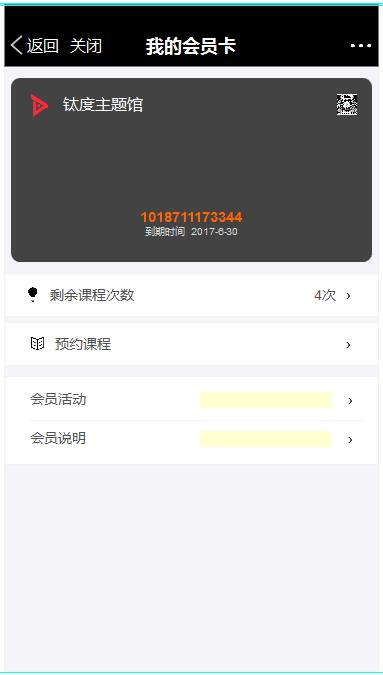 返回 关闭 我的会员卡
钛度主题馆
1018711173344
到期时间 2017-6-30
剩余课程次数 4次
预约课程
会员活动
会员说明